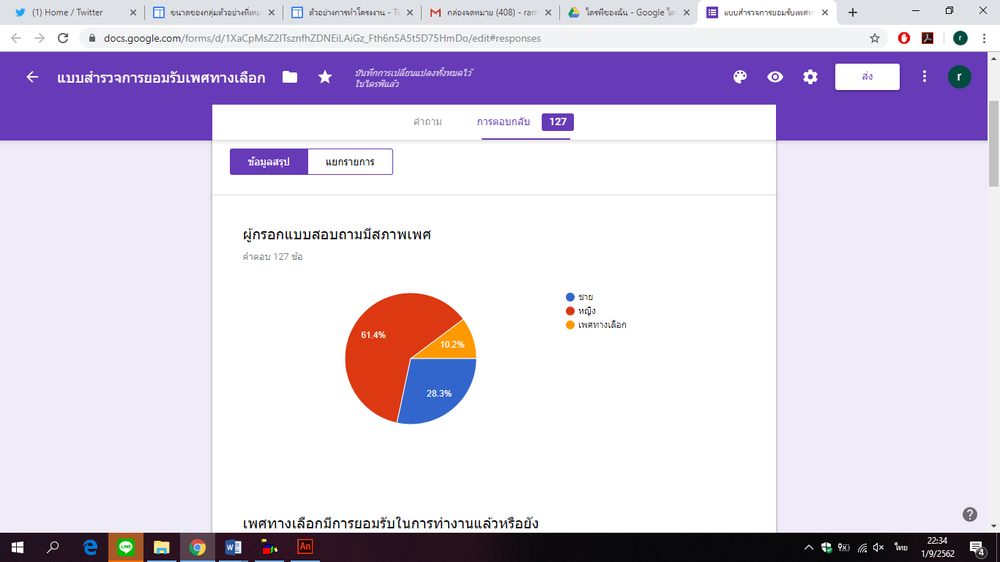 (1) Home / Twitter
ขนาดของกลุ่มตัวอย่างที่เหม
ตัวอย่างการทำโครงงาน - Te
กล่องจดหมาย (408) - ram
ไดรฟ์ของฉัน - Google ไดร
แบบสำรวจการยอมรับเพศท
docs.google.com/forms/d/1XaCpMsZ2ITsznfhZDNEiLAiGz_Fth6n5A5t5D75HmDo/edit#responses
r
แบบสำรวจการยอมรับเพศทางเลือก
บันทึกการเปลี่ยนแปลงทั้งหมดไว้
ในไดรฟ์แล้ว
ส่ง
r
คำถาม
การตอบกลับ
127
ข้อมูลสรุป
แยกรายการ
ผู้กรอกแบบสอบถามมีสภาพเพศ
คำตอบ 127 ข้อ
ชาย
หญิง
เพศทางเลือก
61.4%
10.2%
28.3%
เพศทางเลือกมีการยอมรับในการทำงานแล้วหรือยัง
LINE
An
ไทย
22:34
1/9/2562
4